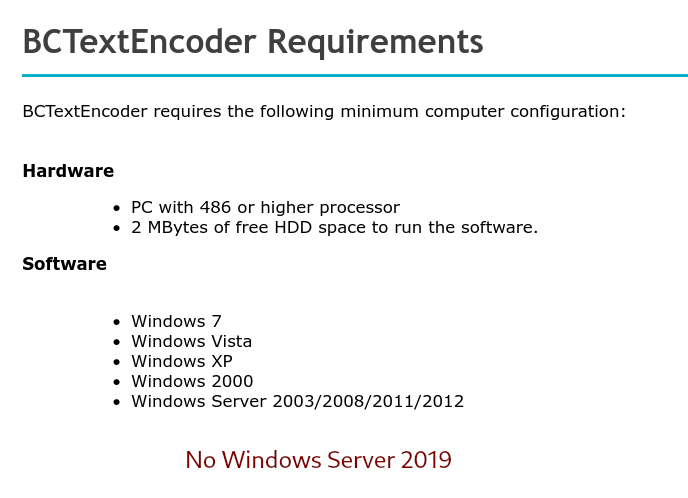 BCTextEncoder Requirements
BCTextEncoder requires the following minimum computer configuration:
Hardware
• PC with 486 or higher processor
• 2 MBytes of free HDD space to run the software.
Software
• Windows 7
• Windows Vista
• Windows XP
• Windows 2000
• Windows Server 2003/2008/2011/2012
No Windows Server 2019